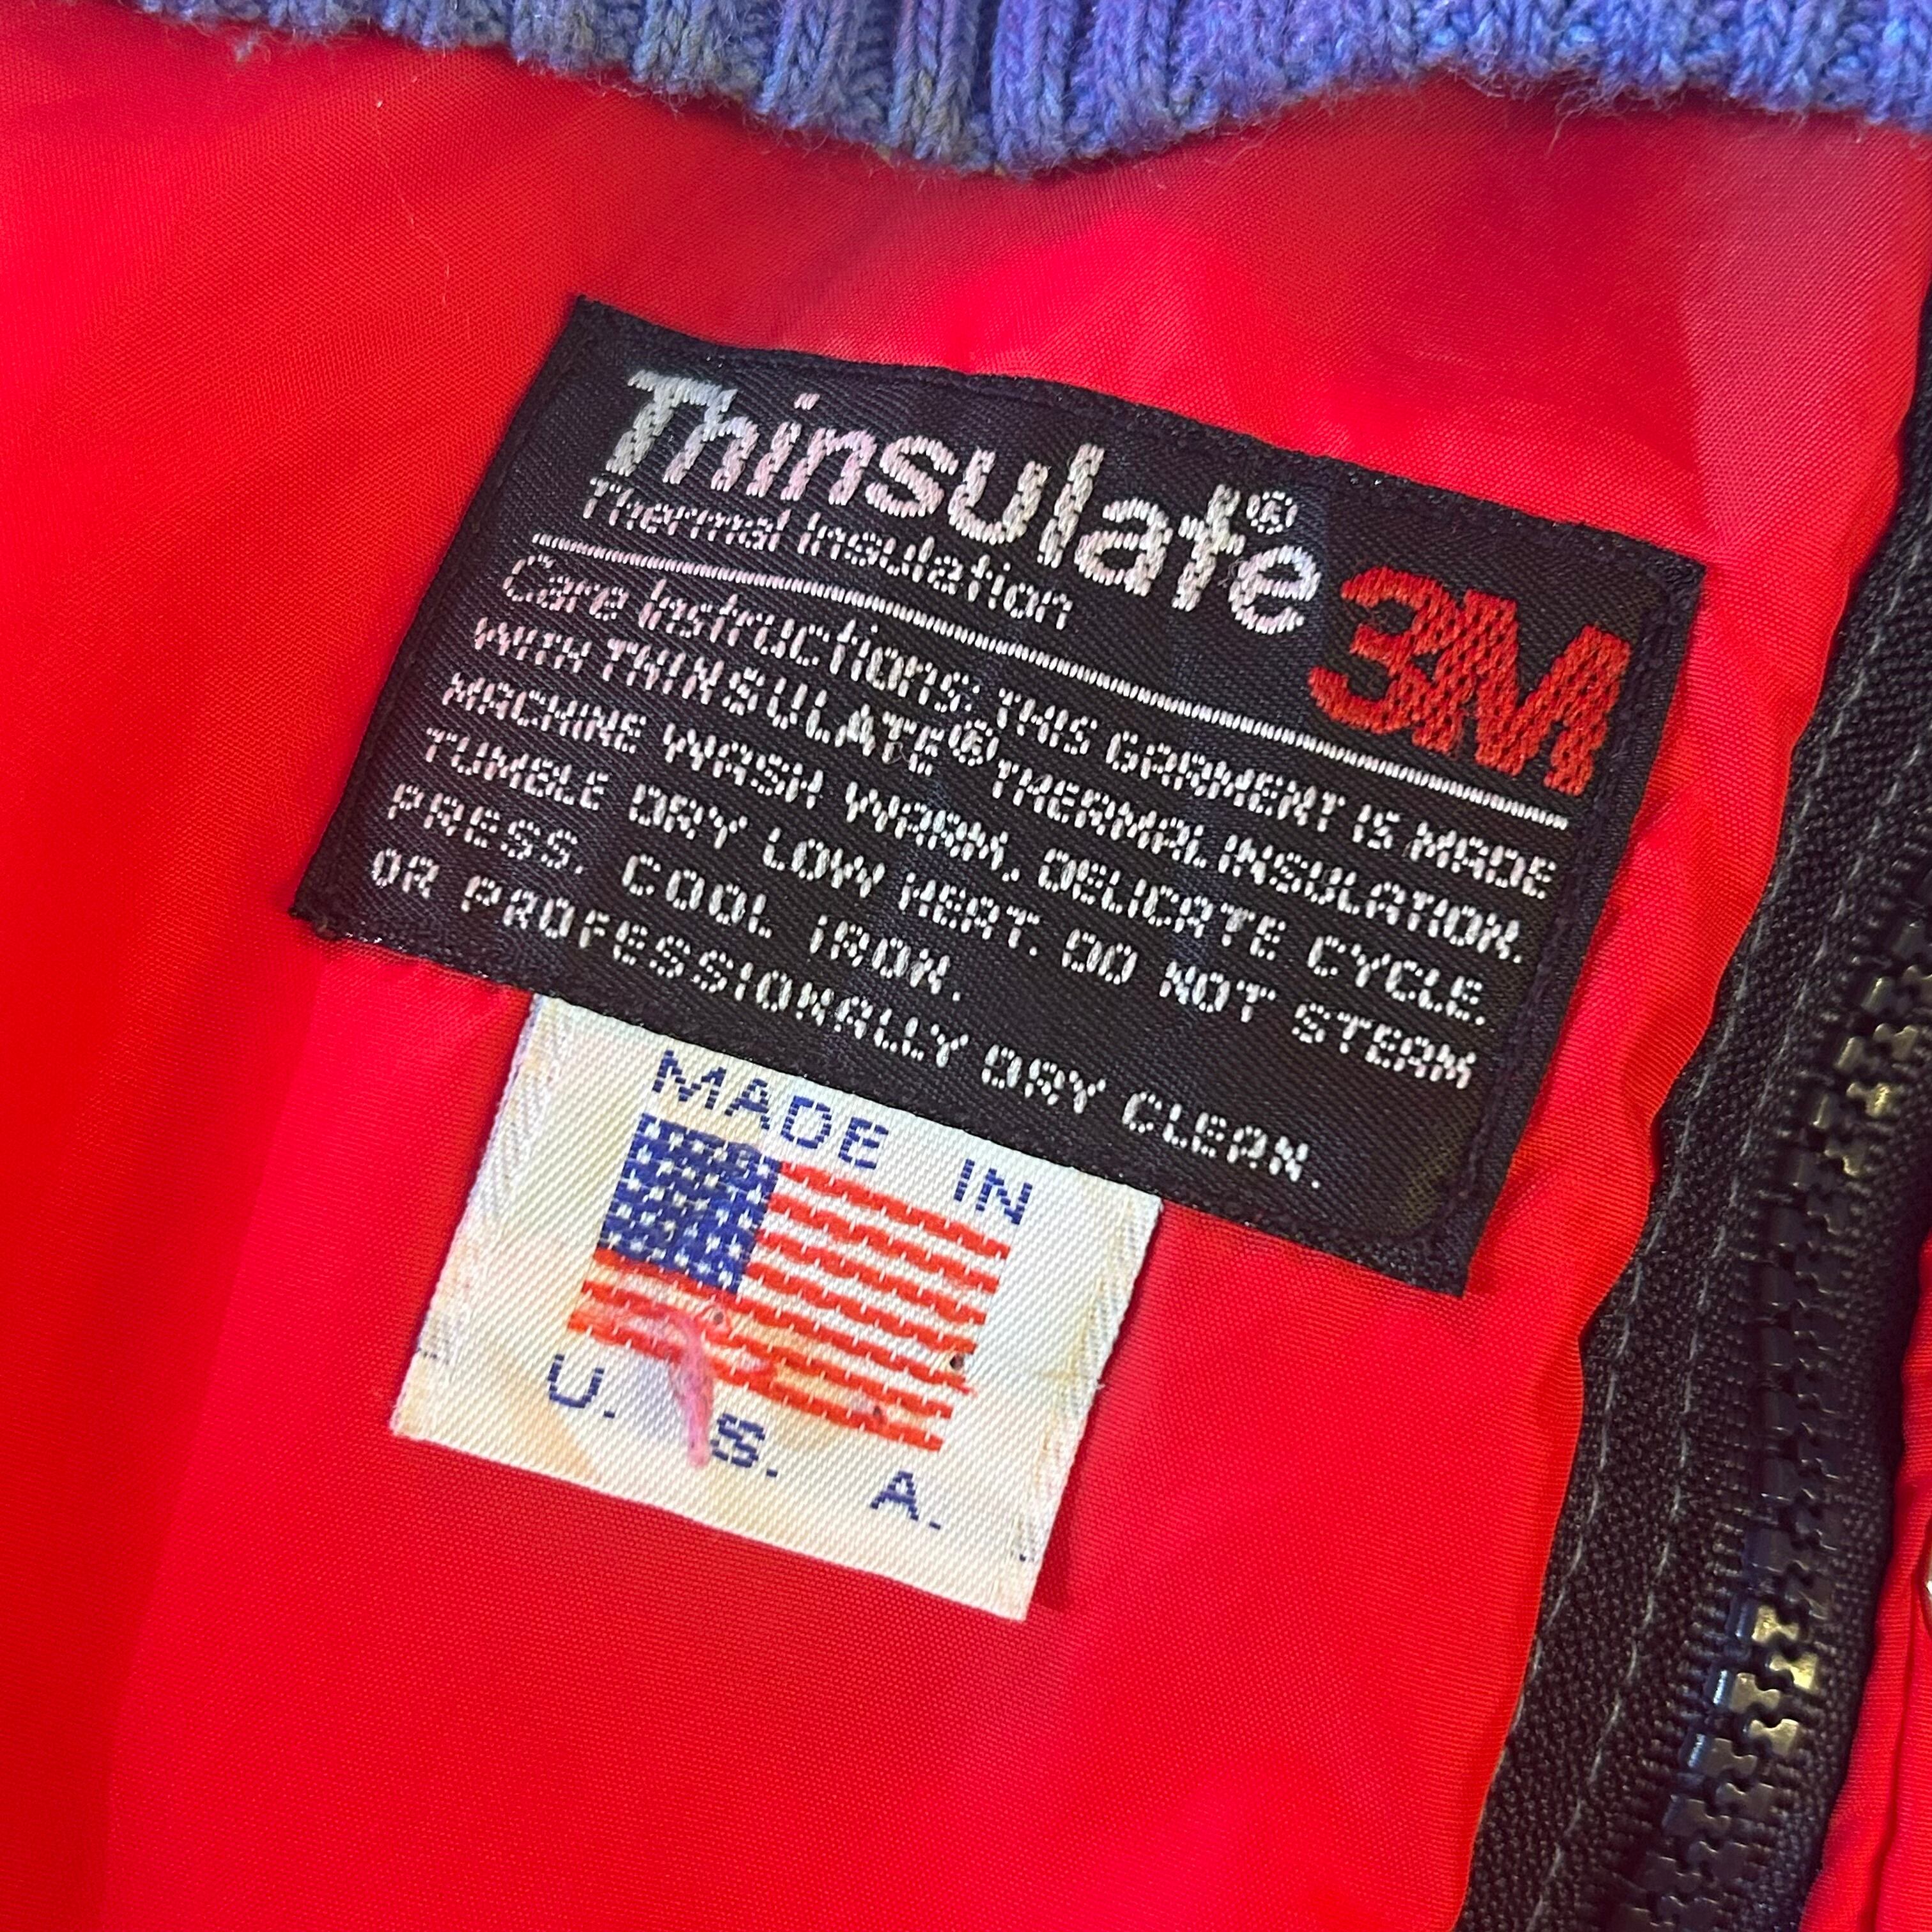 Thinsulate® 3M
Thermal Insulation
Care Instructions: THIS GARMENT IS MADE
WITH THINSULATE® THERMAL INSULATION.
MACHINE WASH WARM, DELICATE CYCLE.
TUMBLE DRY LOW HEAT. DO NOT STEAM
PRESS. COOL IRON.
OR PROFESSIONALLY DRY CLEAN.
MADE IN
U. S. A.